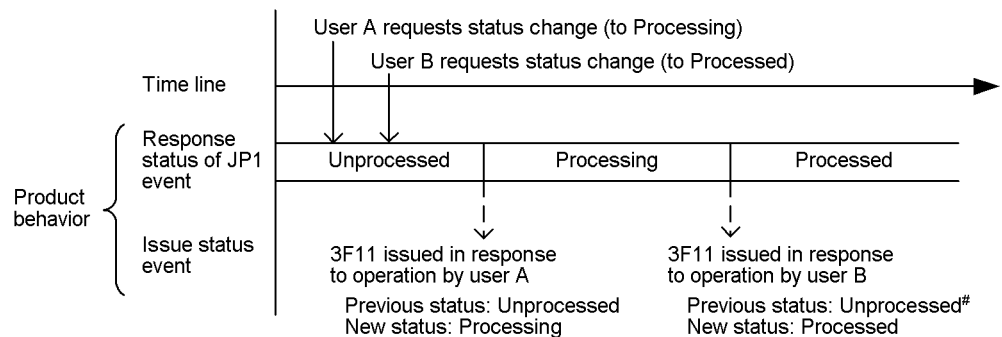 User A requests status change (to Processing)
User B requests status change (to Processed)
Time line
Response
status of JP1
event
Unprocessed
Processing
Processed
Product
behavior
Issue status
event
3F11 issued in response
to operation by user A
Previous status: Unprocessed
New status: Processing
3F11 issued in response
to operation by user B
Previous status: Unprocessed#
New status: Processed